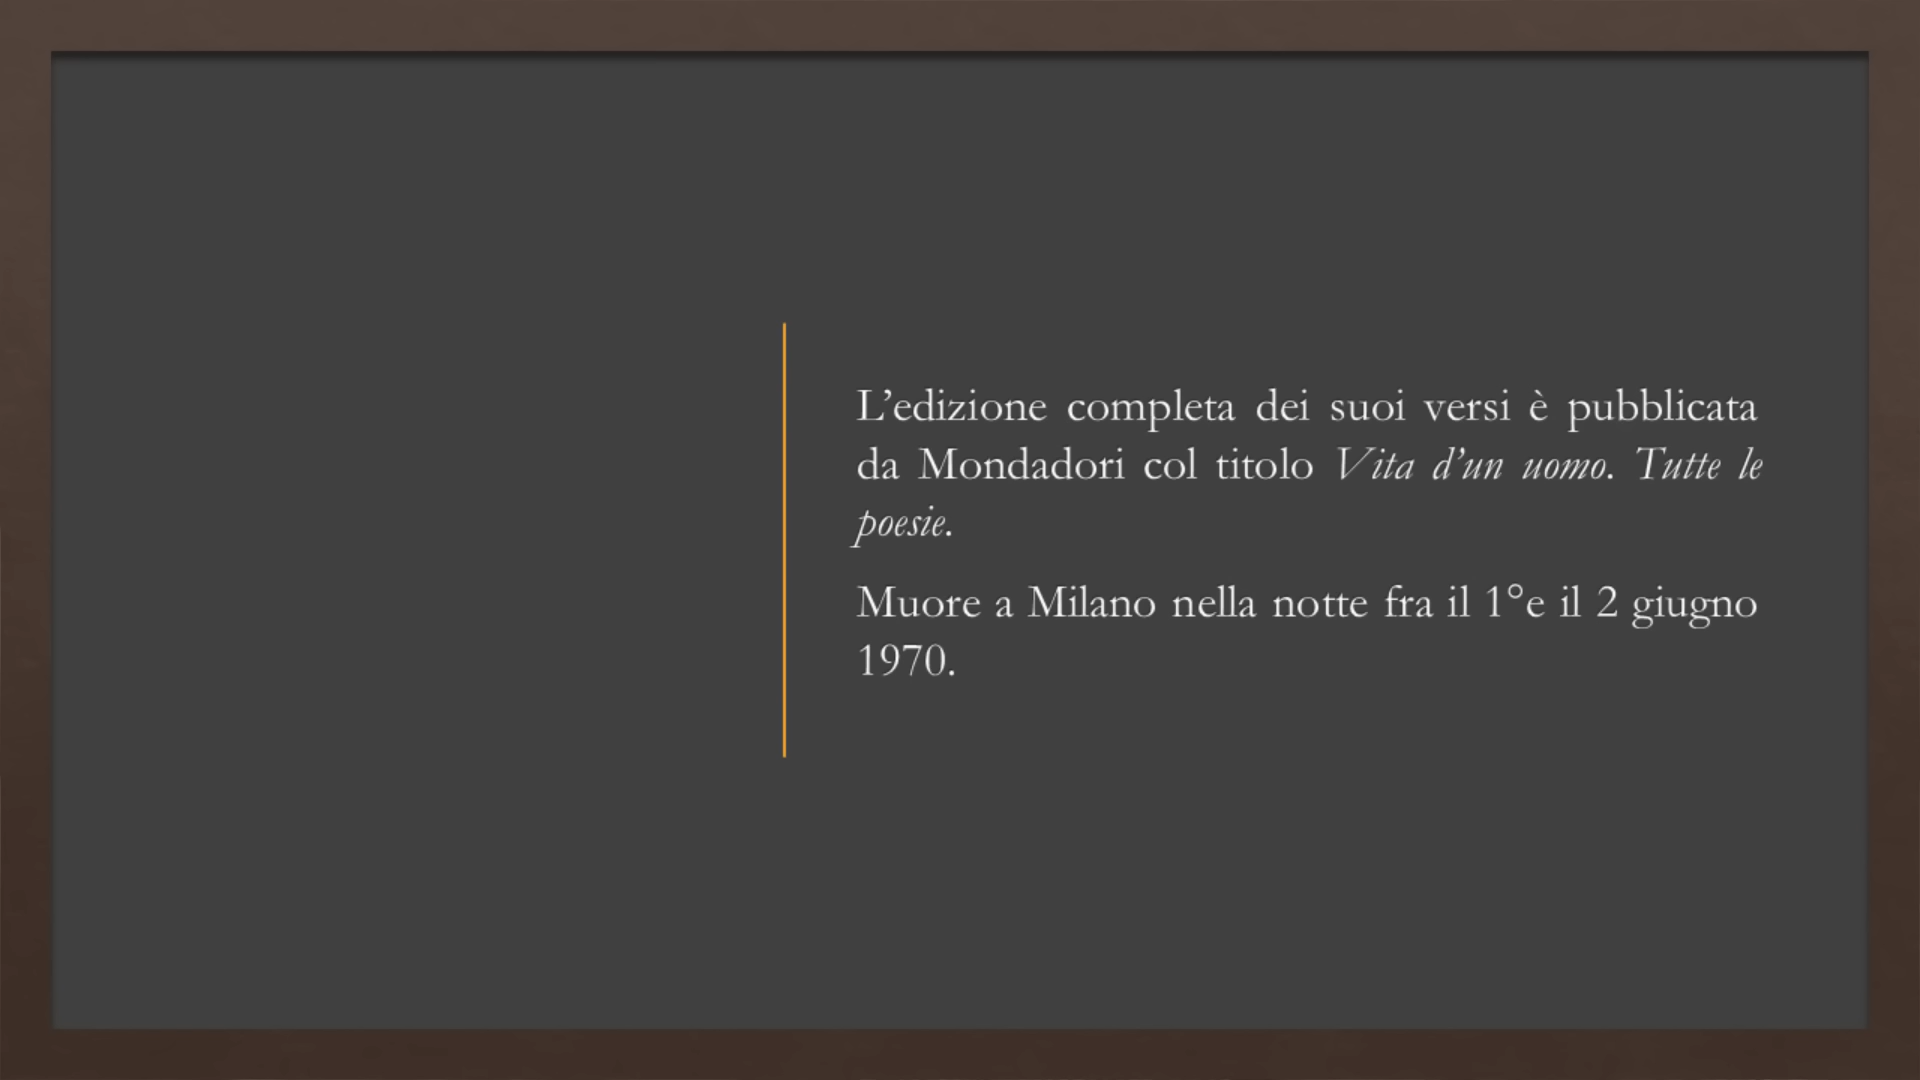 L’edizione completa dei suoi versi è pubblicata
da Mondadori col titolo Vita d’un uomo. Tutte le
poesie.
Muore a Milano nella notte fra il 1°e il 2 giugno
1970.